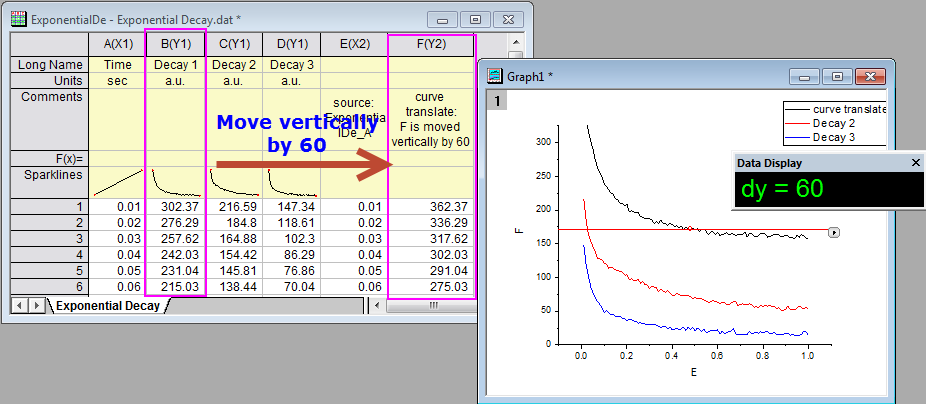 ExponentialDe - Exponential Decay.dat *
A(X1) B(Y1) C(Y1) D(Y1) E(X2) F(Y2)
Long Name Time Decay 1 Decay 2 Decay 3
Units sec a.u. a.u. a.u.
Comments
source:
Exponentia
lDe_A
curve
translate:
F is moved
vertically by 60
Move vertically
by 60
F(x)=
Sparklines
1 0.01 302.37 216.59 147.34 0.01 362.37
2 0.02 276.29 184.8 118.61 0.02 336.29
3 0.03 257.62 164.88 102.3 0.03 317.62
4 0.04 242.03 154.42 86.29 0.04 302.03
5 0.05 231.04 145.81 76.86 0.05 291.04
6 0.06 215.03 138.44 70.04 0.06 275.03
Exponential Decay
Graph1 *
1
curve translate
Decay 2
Decay 3
Data Display
dy = 60
300
250
200
150
100
50
0
F
0.0 0.2 0.4 0.6 0.8 1.0
E